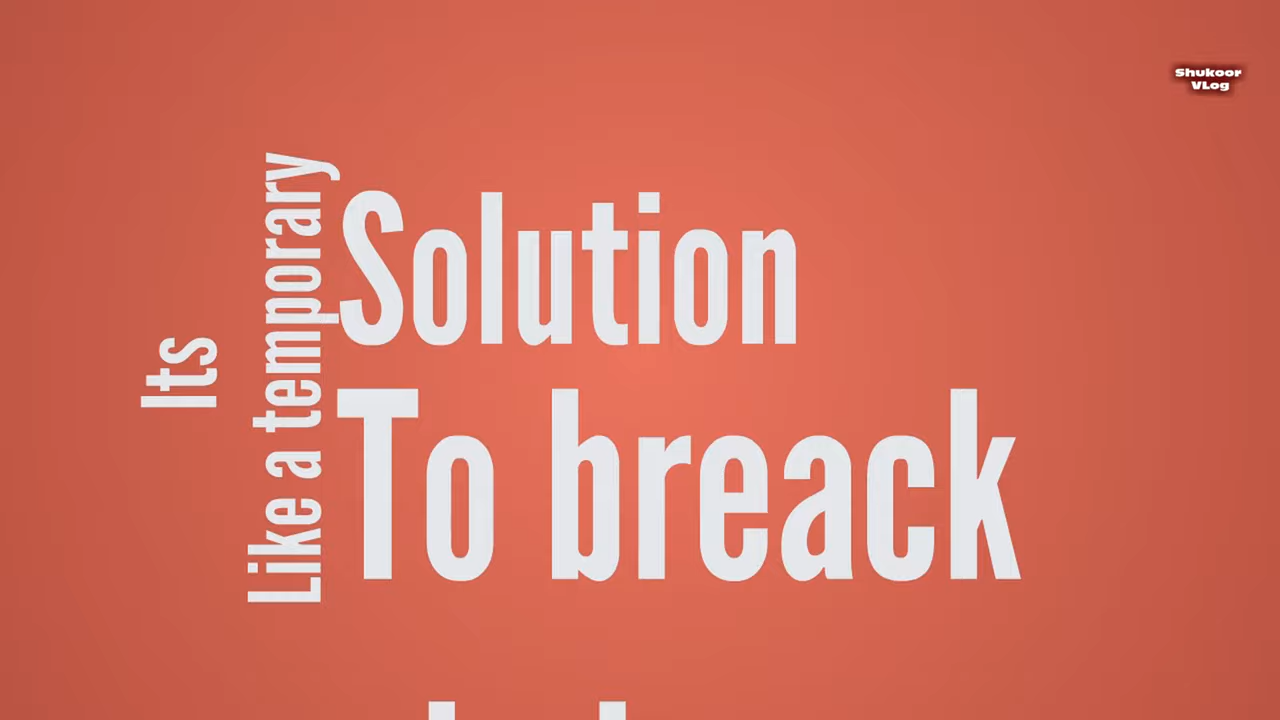 Its
Like a temporary
Solution
To breack
Shukoor
VLog